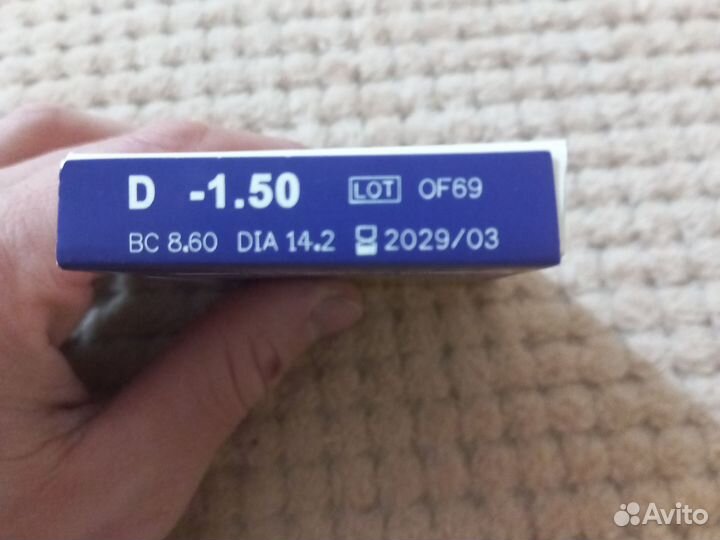 D -1.50 LOT OF69
BC 8.60 DIA 14.2 2029/03
Avito